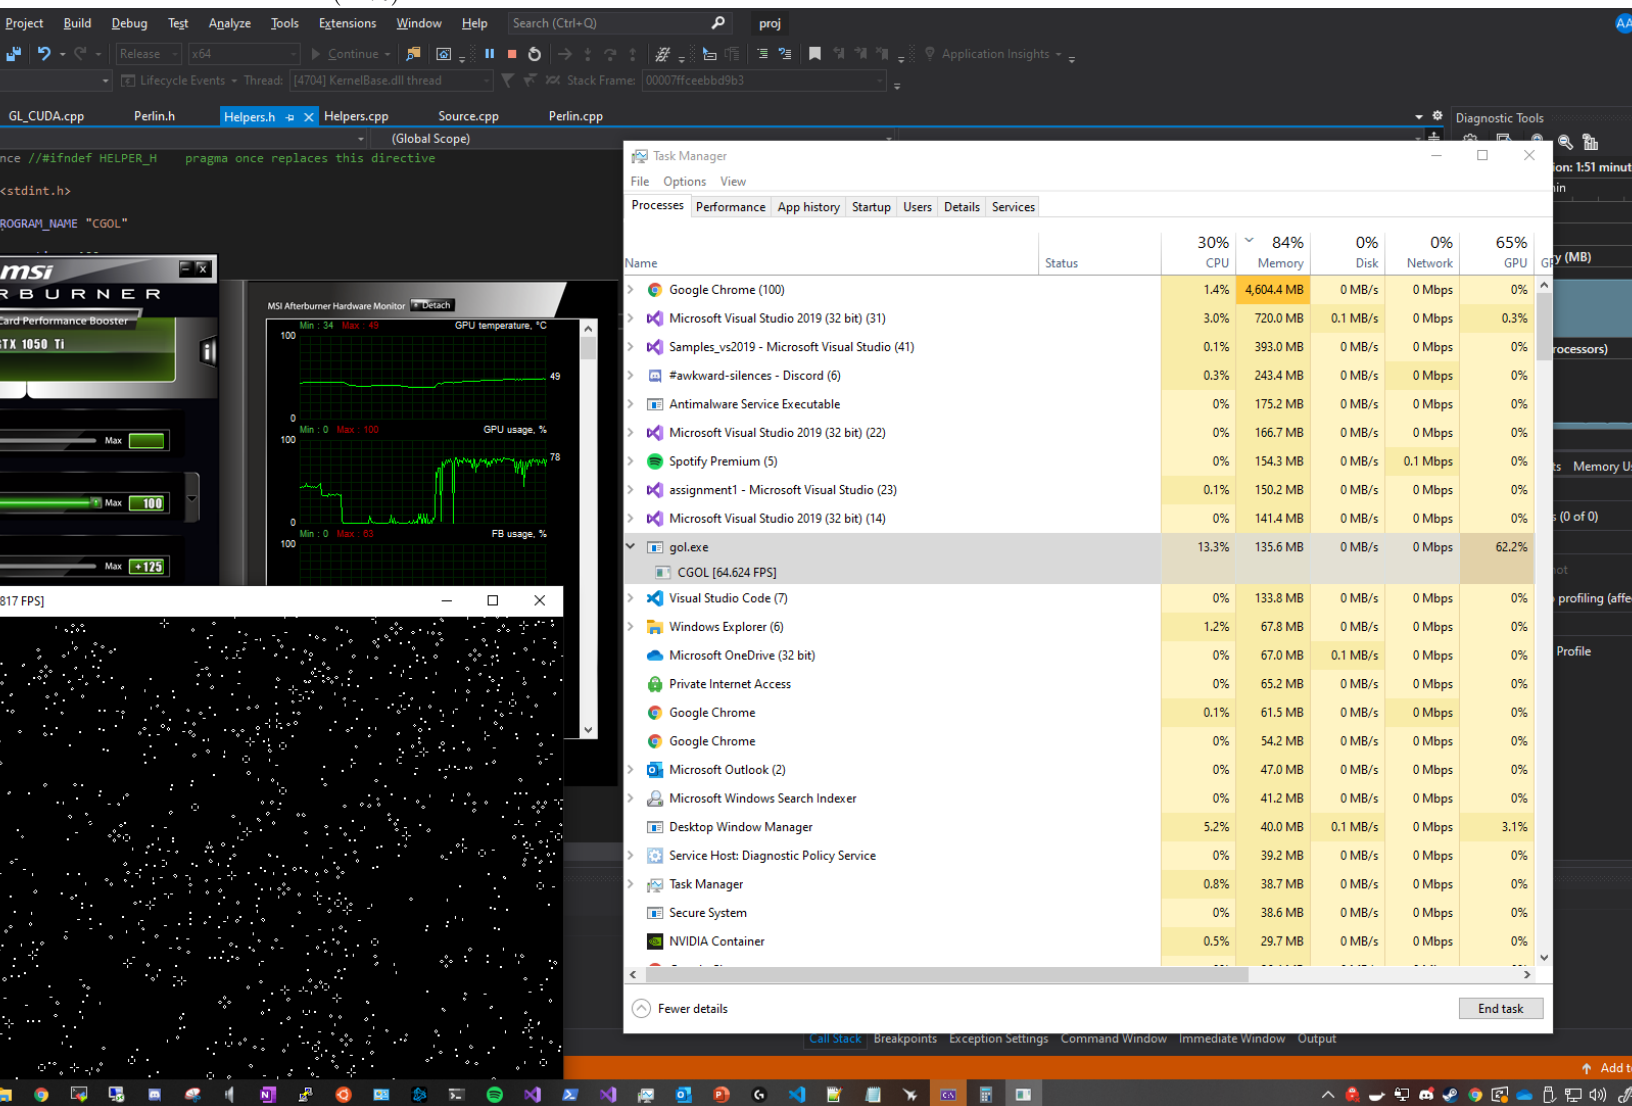 Project Build Debug Test Analyze Tools Extensions Window Help Search (Ctrl+Q) proj AA
Release x64 Continue Application Insights
Lifecycle Events Thread: [4704] KernelBase.dll thread Stack Frame: 00007ffceebbd9b3
GL_CUDA.cpp Perlin.h Helpers.h Helpers.cpp Source.cpp Perlin.cpp
Diagnostic Tools
(Global Scope)
nce //#ifndef HELPER_H pragma once replaces this directive
<stdint.h>
ROGRAM_NAME "CGOL"
ion: 1:51 minut
in
y (MB)
rocessors)
ts Memory Us
s (0 of 0)
ot
profiling (affe
Profile
msi
RBURNER
Card Performance Booster
GTX 1050 Ti
i
Max
Max 100
Max +125
MSI Afterburner Hardware Monitor Detach
Min : 34 Max : 49 GPU temperature, °C
100
49
0
Min : 0 Max : 100 GPU usage, %
100
78
0
Min : 0 Max : 63 FB usage, %
100
817 FPS]
Task Manager
File Options View
Processes Performance App history Startup Users Details Services
30% 84% 0% 0% 65%
Name Status CPU Memory Disk Network GPU GP
Google Chrome (100) 1.4% 4,604.4 MB 0 MB/s 0 Mbps 0%
Microsoft Visual Studio 2019 (32 bit) (31) 3.0% 720.0 MB 0.1 MB/s 0 Mbps 0.3%
Samples_vs2019 - Microsoft Visual Studio (41) 0.1% 393.0 MB 0 MB/s 0 Mbps 0%
#awkward-silences - Discord (6) 0.3% 243.4 MB 0 MB/s 0 Mbps 0%
Antimalware Service Executable 0% 175.2 MB 0 MB/s 0 Mbps 0%
Microsoft Visual Studio 2019 (32 bit) (22) 0% 166.7 MB 0 MB/s 0 Mbps 0%
Spotify Premium (5) 0% 154.3 MB 0 MB/s 0.1 Mbps 0%
assignment1 - Microsoft Visual Studio (23) 0.1% 150.2 MB 0 MB/s 0 Mbps 0%
Microsoft Visual Studio 2019 (32 bit) (14) 0% 141.4 MB 0 MB/s 0 Mbps 0%
gol.exe 13.3% 135.6 MB 0 MB/s 0 Mbps 62.2%
CGOL [64.624 FPS]
Visual Studio Code (7) 0% 133.8 MB 0 MB/s 0 Mbps 0%
Windows Explorer (6) 1.2% 67.8 MB 0 MB/s 0 Mbps 0%
Microsoft OneDrive (32 bit) 0% 67.0 MB 0.1 MB/s 0 Mbps 0%
Private Internet Access 0% 65.2 MB 0 MB/s 0 Mbps 0%
Google Chrome 0.1% 61.5 MB 0 MB/s 0 Mbps 0%
Google Chrome 0% 54.2 MB 0 MB/s 0 Mbps 0%
Microsoft Outlook (2) 0% 47.0 MB 0 MB/s 0 Mbps 0%
Microsoft Windows Search Indexer 0% 41.2 MB 0 MB/s 0 Mbps 0%
Desktop Window Manager 5.2% 40.0 MB 0.1 MB/s 0 Mbps 3.1%
Service Host: Diagnostic Policy Service 0% 39.2 MB 0 MB/s 0 Mbps 0%
Task Manager 0.8% 38.7 MB 0 MB/s 0 Mbps 0%
Secure System 0% 38.6 MB 0 MB/s 0 Mbps 0%
NVIDIA Container 0.5% 29.7 MB 0 MB/s 0 Mbps 0%
Fewer details End task
Call Stack Breakpoints Exception Settings Command Window Immediate Window Output
Add t